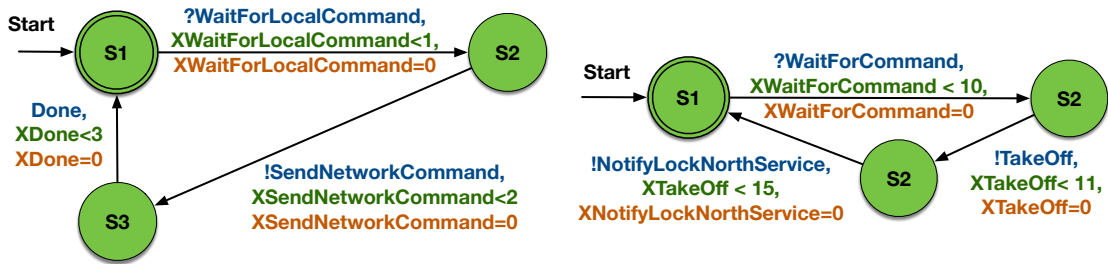 Start
S1
?WaitForLocalCommand,
XWaitForLocalCommand<1,
XWaitForLocalCommand=0
S2
Done,
XDone<3
XDone=0
!SendNetworkCommand,
XSendNetworkCommand<2
XSendNetworkCommand=0
S3
Start
S1
?WaitForCommand,
XWaitForCommand < 10,
XWaitForCommand=0
S2
!NotifyLockNorthService,
XTakeOff < 15,
XNotifyLockNorthService=0
S2
!TakeOff,
XTakeOff< 11,
XTakeOff=0